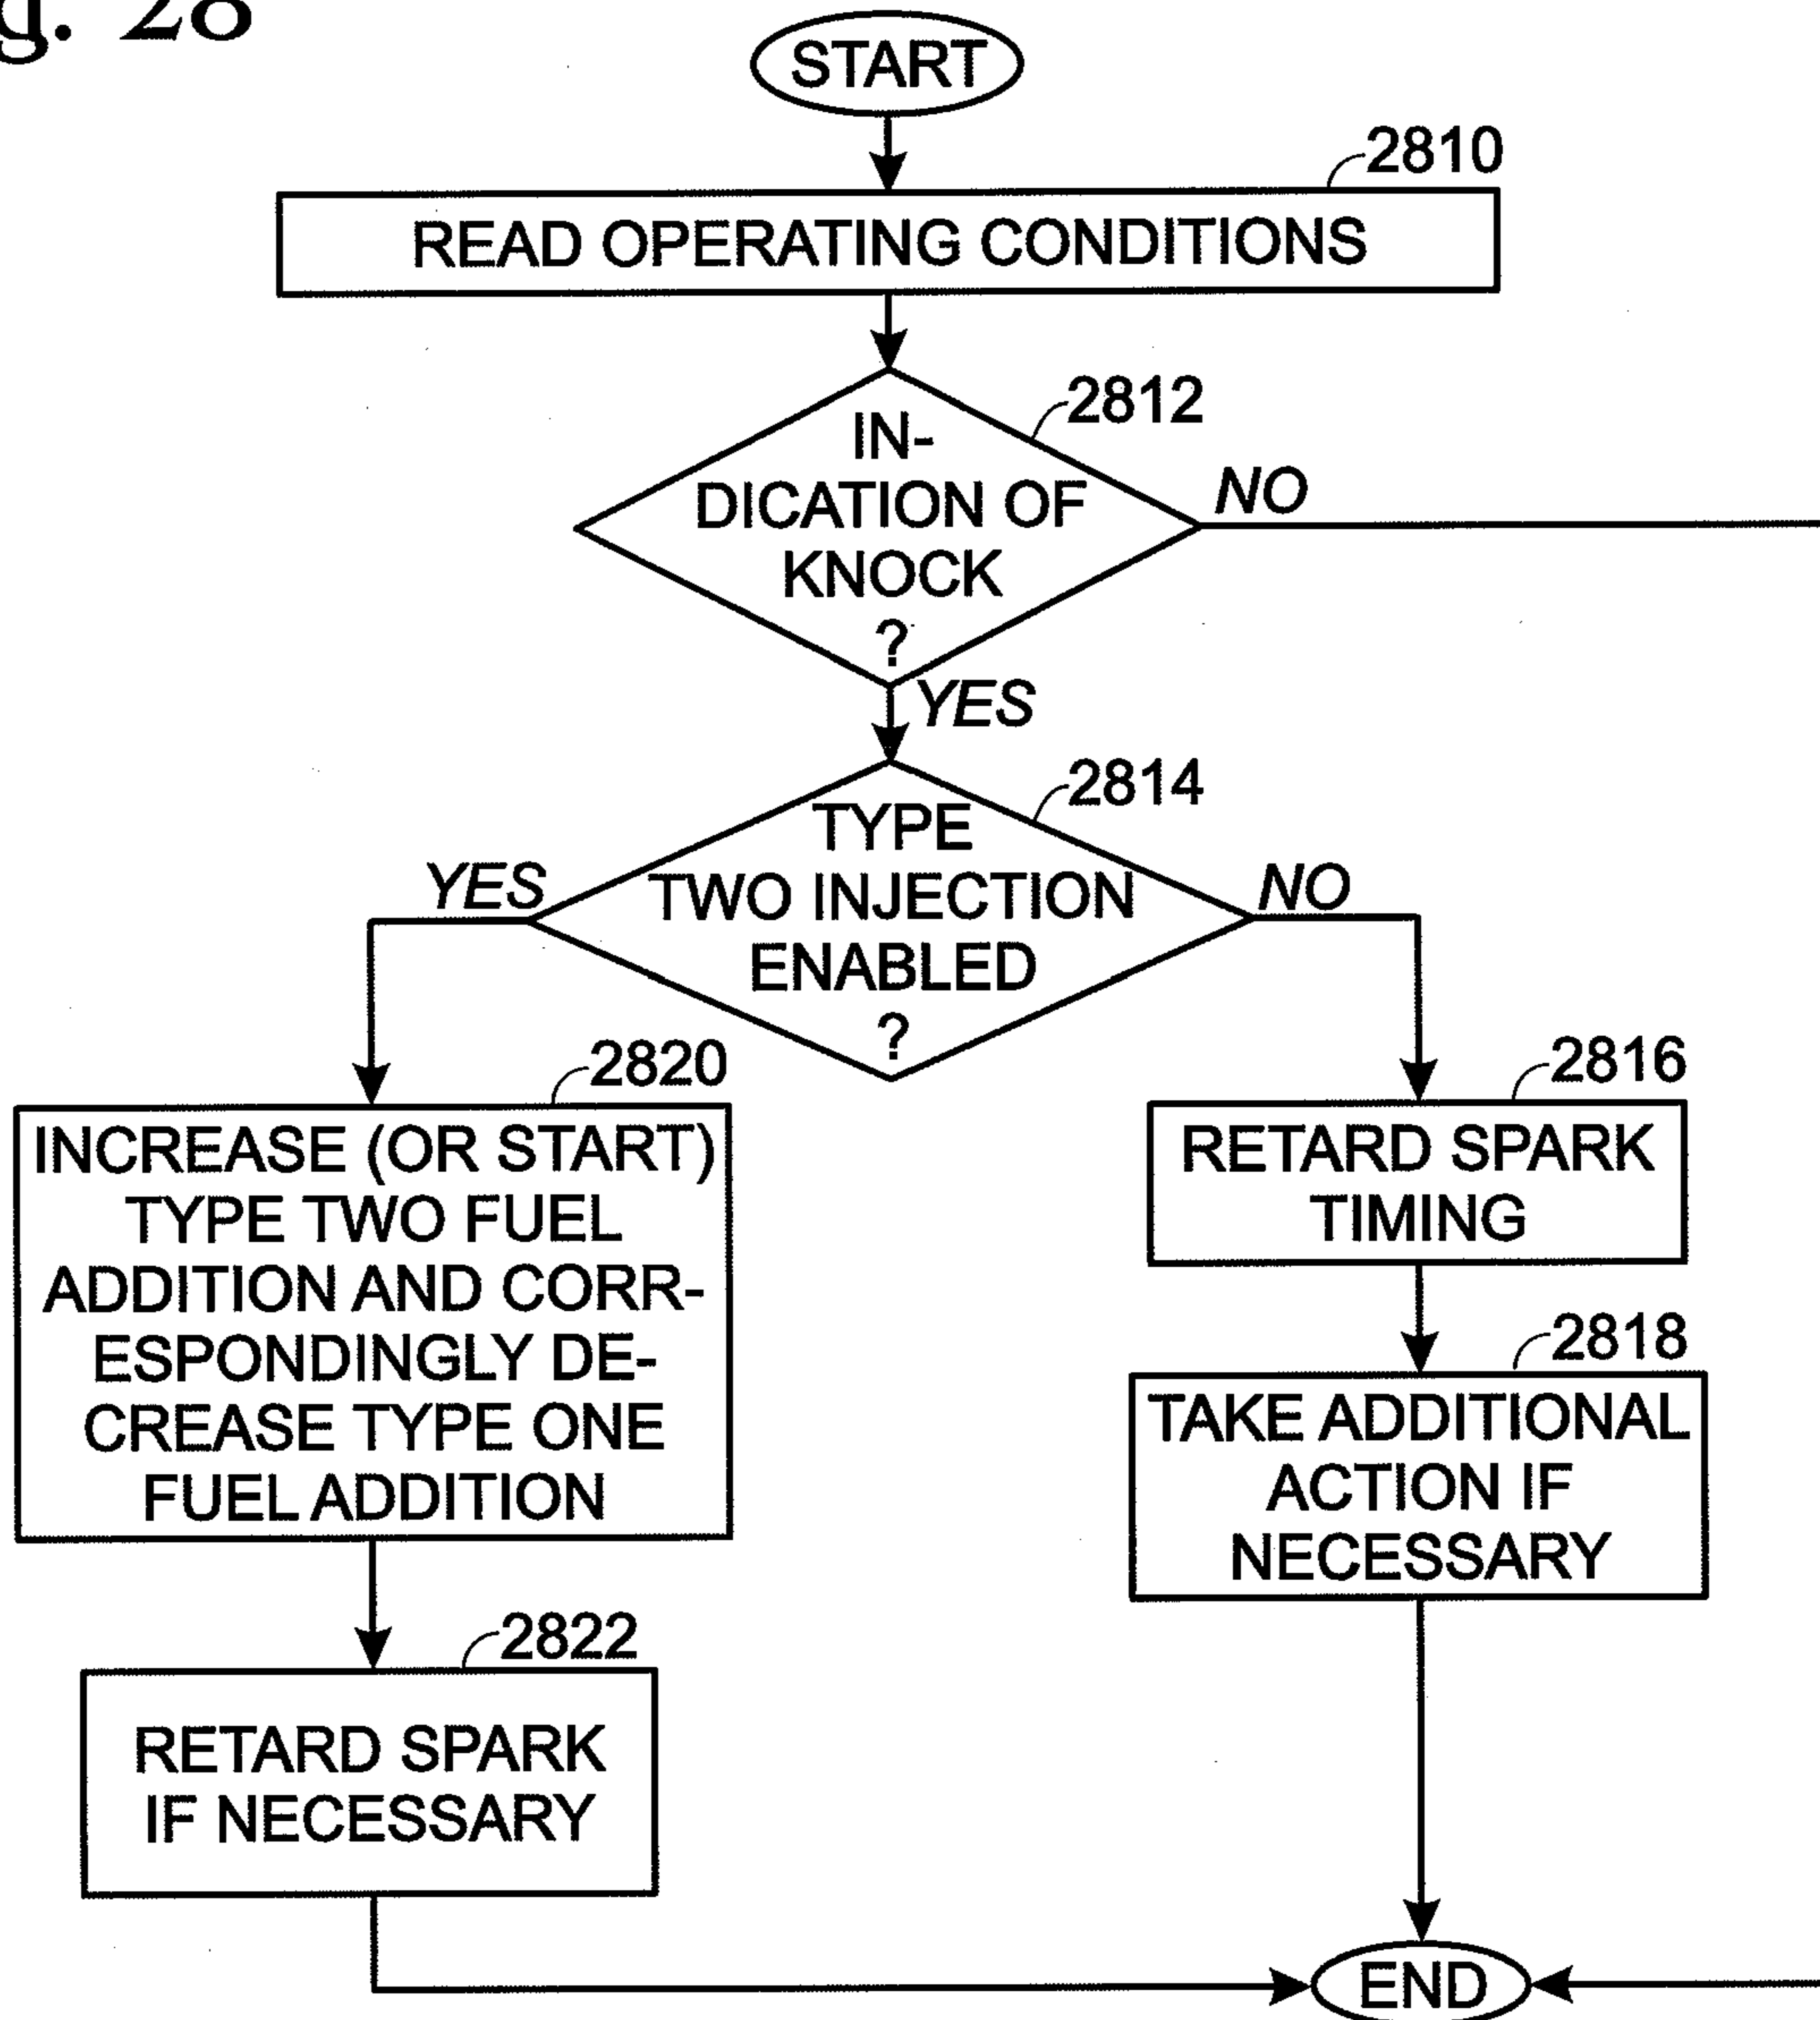 g. 28
START
2810
READ OPERATING CONDITIONS
2812
IN-
DICATION OF
KNOCK
?
NO
YES
2814
TYPE
TWO INJECTION
ENABLED
?
YES
NO
2820
INCREASE (OR START)
TYPE TWO FUEL
ADDITION AND CORR-
ESPONDINGLY DE-
CREASE TYPE ONE
FUEL ADDITION
2816
RETARD SPARK
TIMING
2818
TAKE ADDITIONAL
ACTION IF
NECESSARY
2822
RETARD SPARK
IF NECESSARY
END